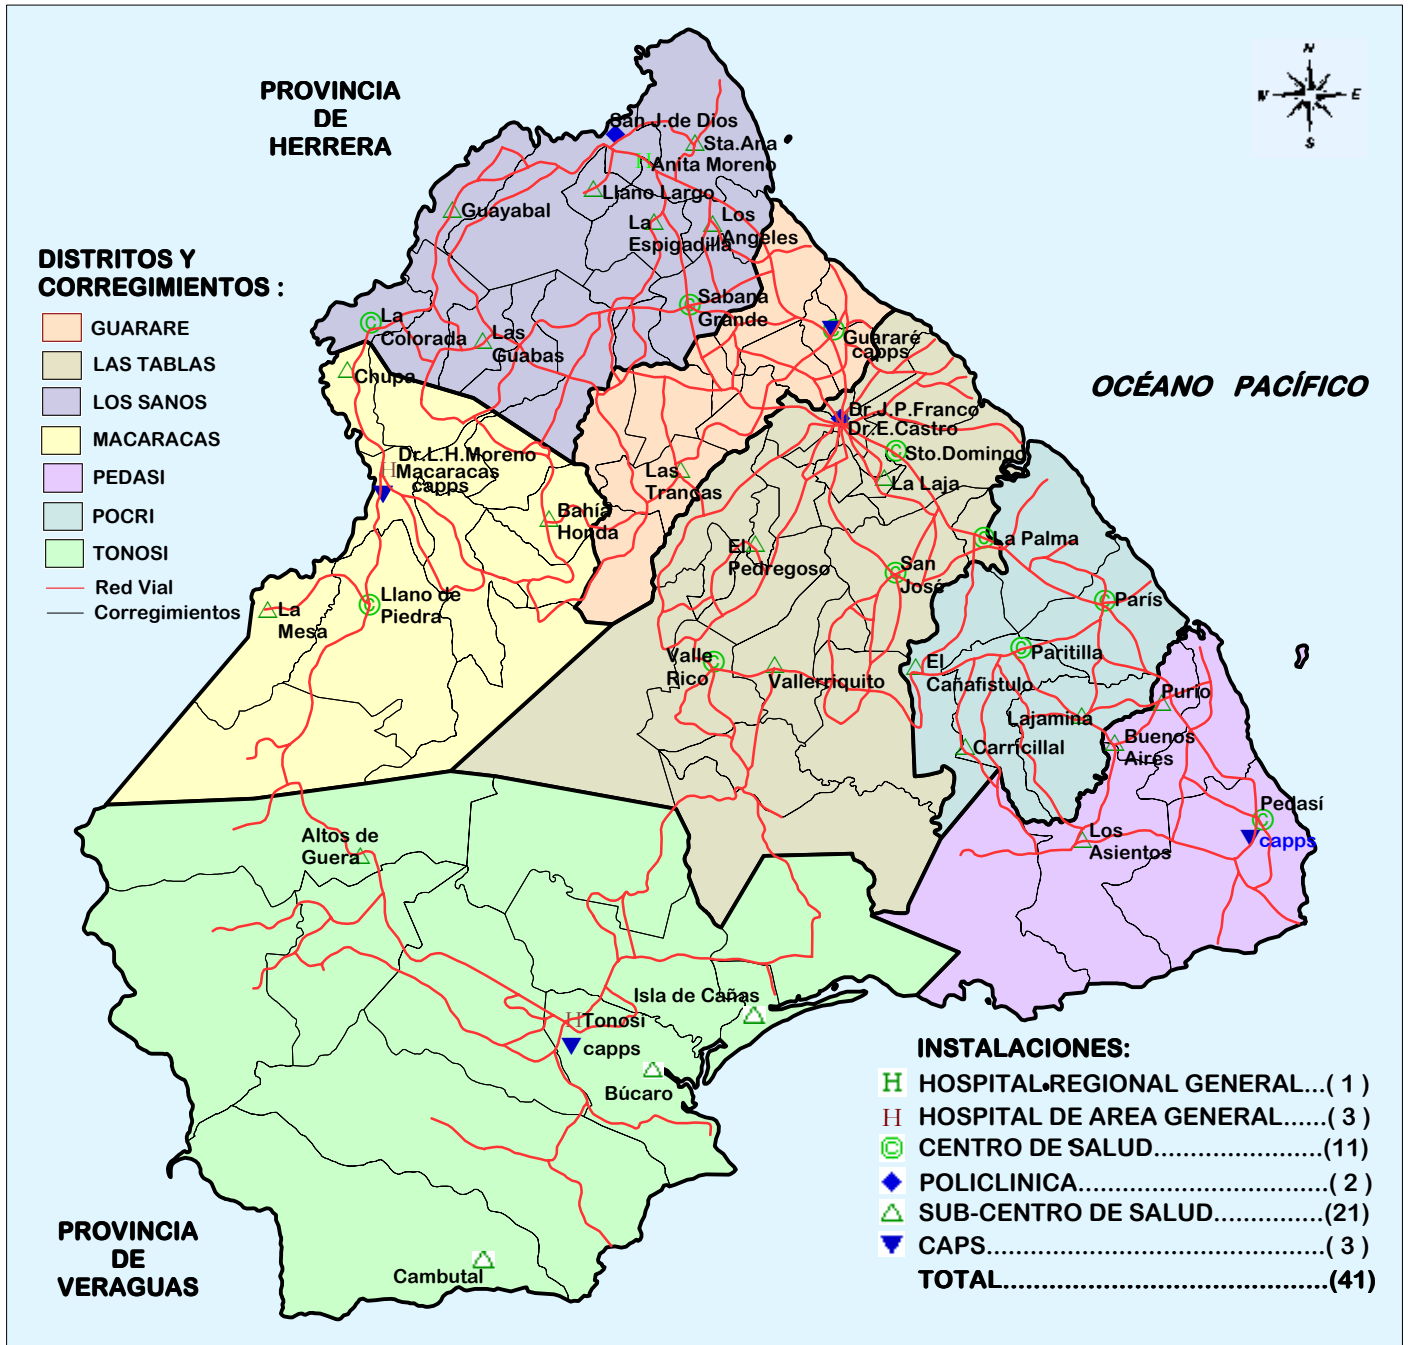 PROVINCIA
DE
HERRERA
N
W
E
S
San J.de Dios
Sta.Ana
H Anita Moreno
Llano Largo
Guayabal
La
Espigadilla
Los
Angeles
DISTRITOS Y
CORREGIMIENTOS :
GUARARE
LAS TABLAS
LOS SANOS
MACARACAS
PEDASI
POCRI
TONOSI
Red Vial
Corregimientos
Sabana
Grande
© La
Colorada
Las
Guabas
Guararé
capps
Chupa
OCÉANO PACÍFICO
Dr.J.P.Franco
Dr.E.Castro
© Sto.Domingo
La Laja
Dr.L.H.Moreno
H Macaracas
capps
Las
Trancas
Bahía
Honda
El
Pedregoso
© La Palma
© San
José
© Llano de
Piedra
La
Mesa
© París
© Paritilla
Valle
Rico ©
Vallerriquito
El
Cañafistulo
Purio
Lajamina
Buenos
Aires
Carricillal
Pedasí
©
capps
Los
Asientos
Altos de
Guera
Isla de Cañas
H Tonosí
capps
Búcaro
Cambutal
PROVINCIA
DE
VERAGUAS
INSTALACIONES:
H HOSPITAL•REGIONAL GENERAL...( 1 )
H HOSPITAL DE AREA GENERAL......( 3 )
© CENTRO DE SALUD.......................(11)
POLICLINICA..................................( 2 )
SUB-CENTRO DE SALUD...............(21)
CAPS..............................................( 3 )
TOTAL.....................................(41)